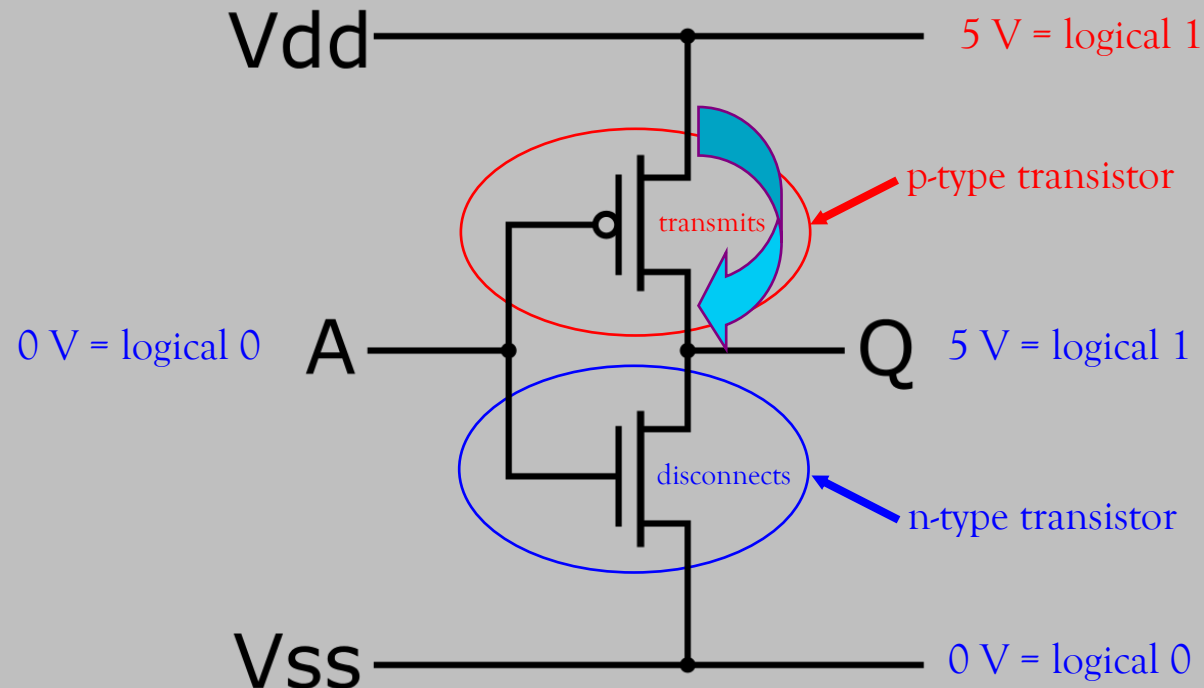 Vdd
5 V = logical 1
p-type transistor
transmits
0 V = logical 0
A
Q
5 V = logical 1
disconnects
n-type transistor
Vss
0 V = logical 0